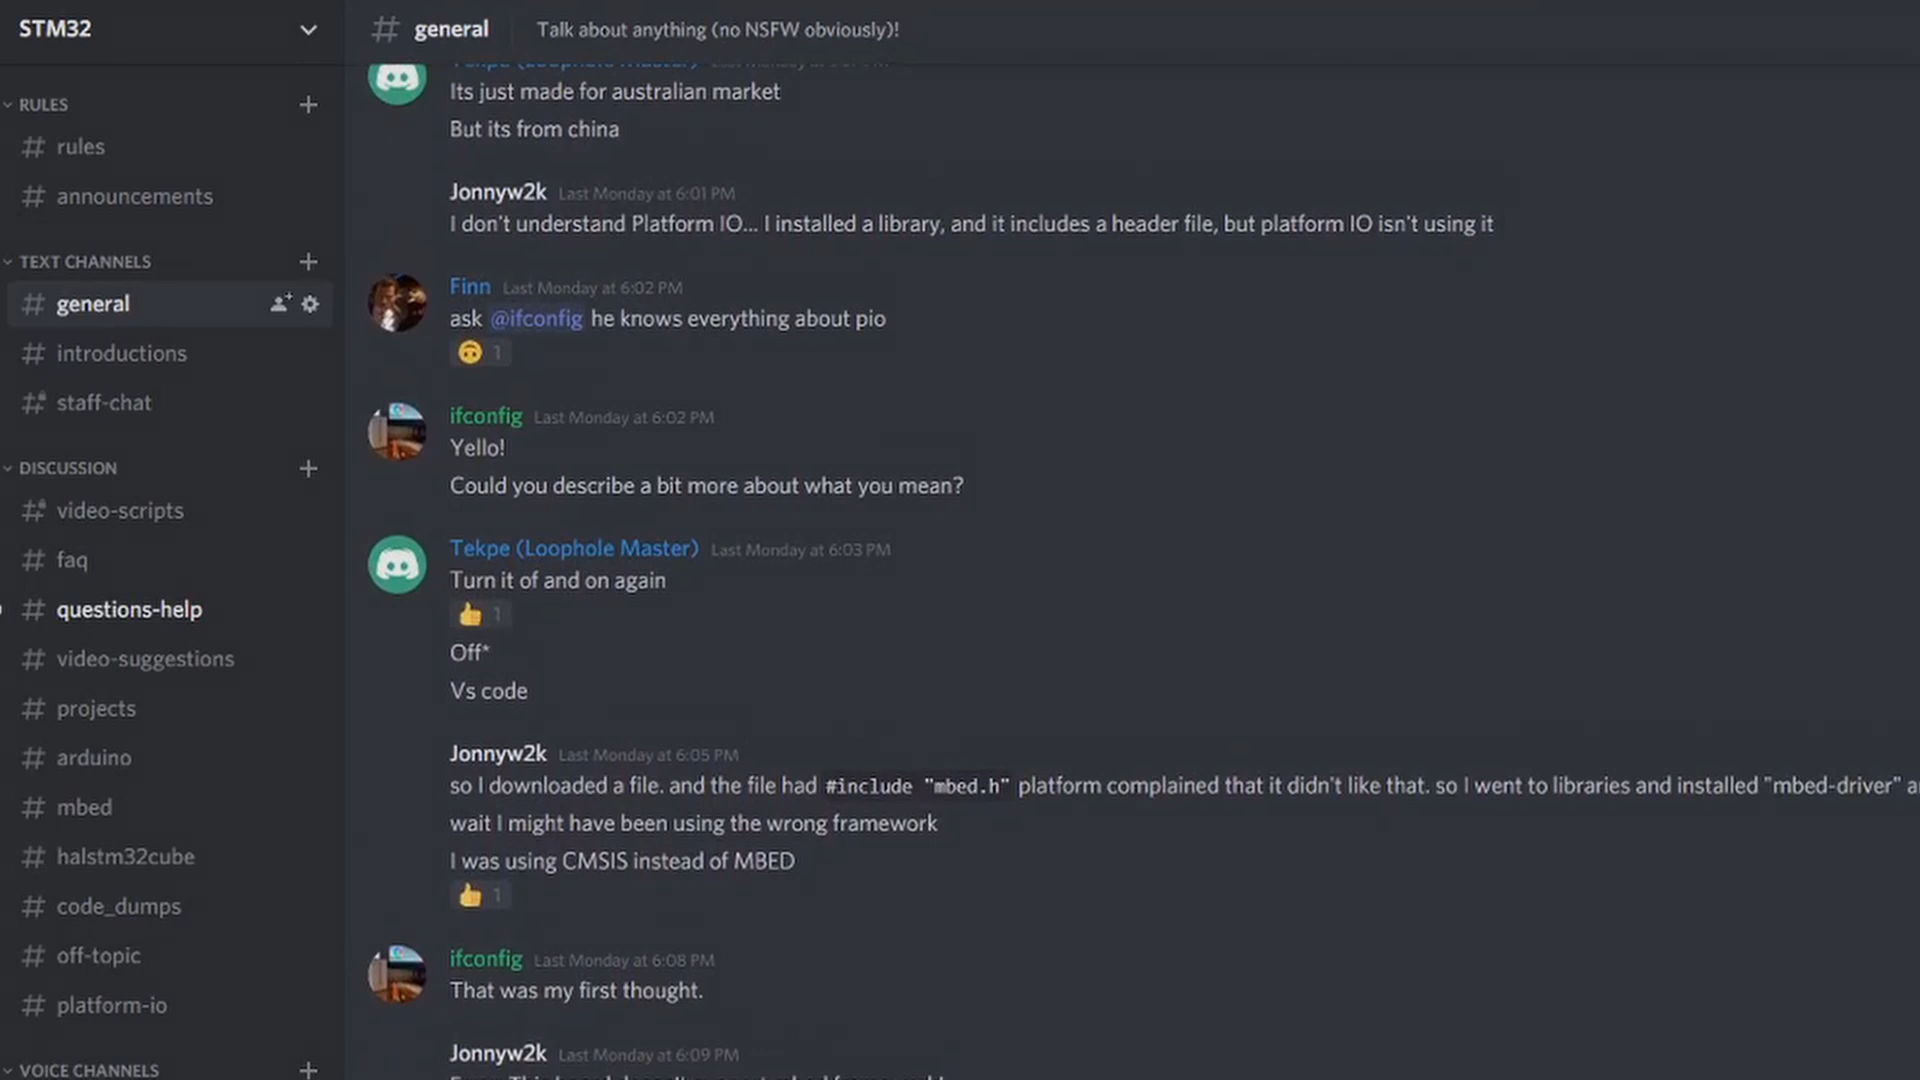 STM32
RULES
rules
announcements
TEXT CHANNELS
general
introductions
staff-chat
DISCUSSION
video-scripts
faq
questions-help
video-suggestions
projects
arduino
mbed
halstm32cube
code_dumps
off-topic
platform-io
VOICE CHANNELS
general Talk about anything (no NSFW obviously)!
Its just made for australian market
But its from china
Jonnyw2k Last Monday at 6:01 PM
I don't understand Platform IO... I installed a library, and it includes a header file, but platform IO isn't using it
Finn Last Monday at 6:02 PM
ask @ifconfig he knows everything about pio
1
ifconfig Last Monday at 6:02 PM
Yello!
Could you describe a bit more about what you mean?
Tekpe (Loophole Master) Last Monday at 6:03 PM
Turn it of and on again
1
Off*
Vs code
Jonnyw2k Last Monday at 6:05 PM
so I downloaded a file. and the file had #include "mbed.h" platform complained that it didn't like that. so I went to libraries and installed "mbed-driver"
wait I might have been using the wrong framework
I was using CMSIS instead of MBED
1
ifconfig Last Monday at 6:08 PM
That was my first thought.
Jonnyw2k Last Monday at 6:09 PM